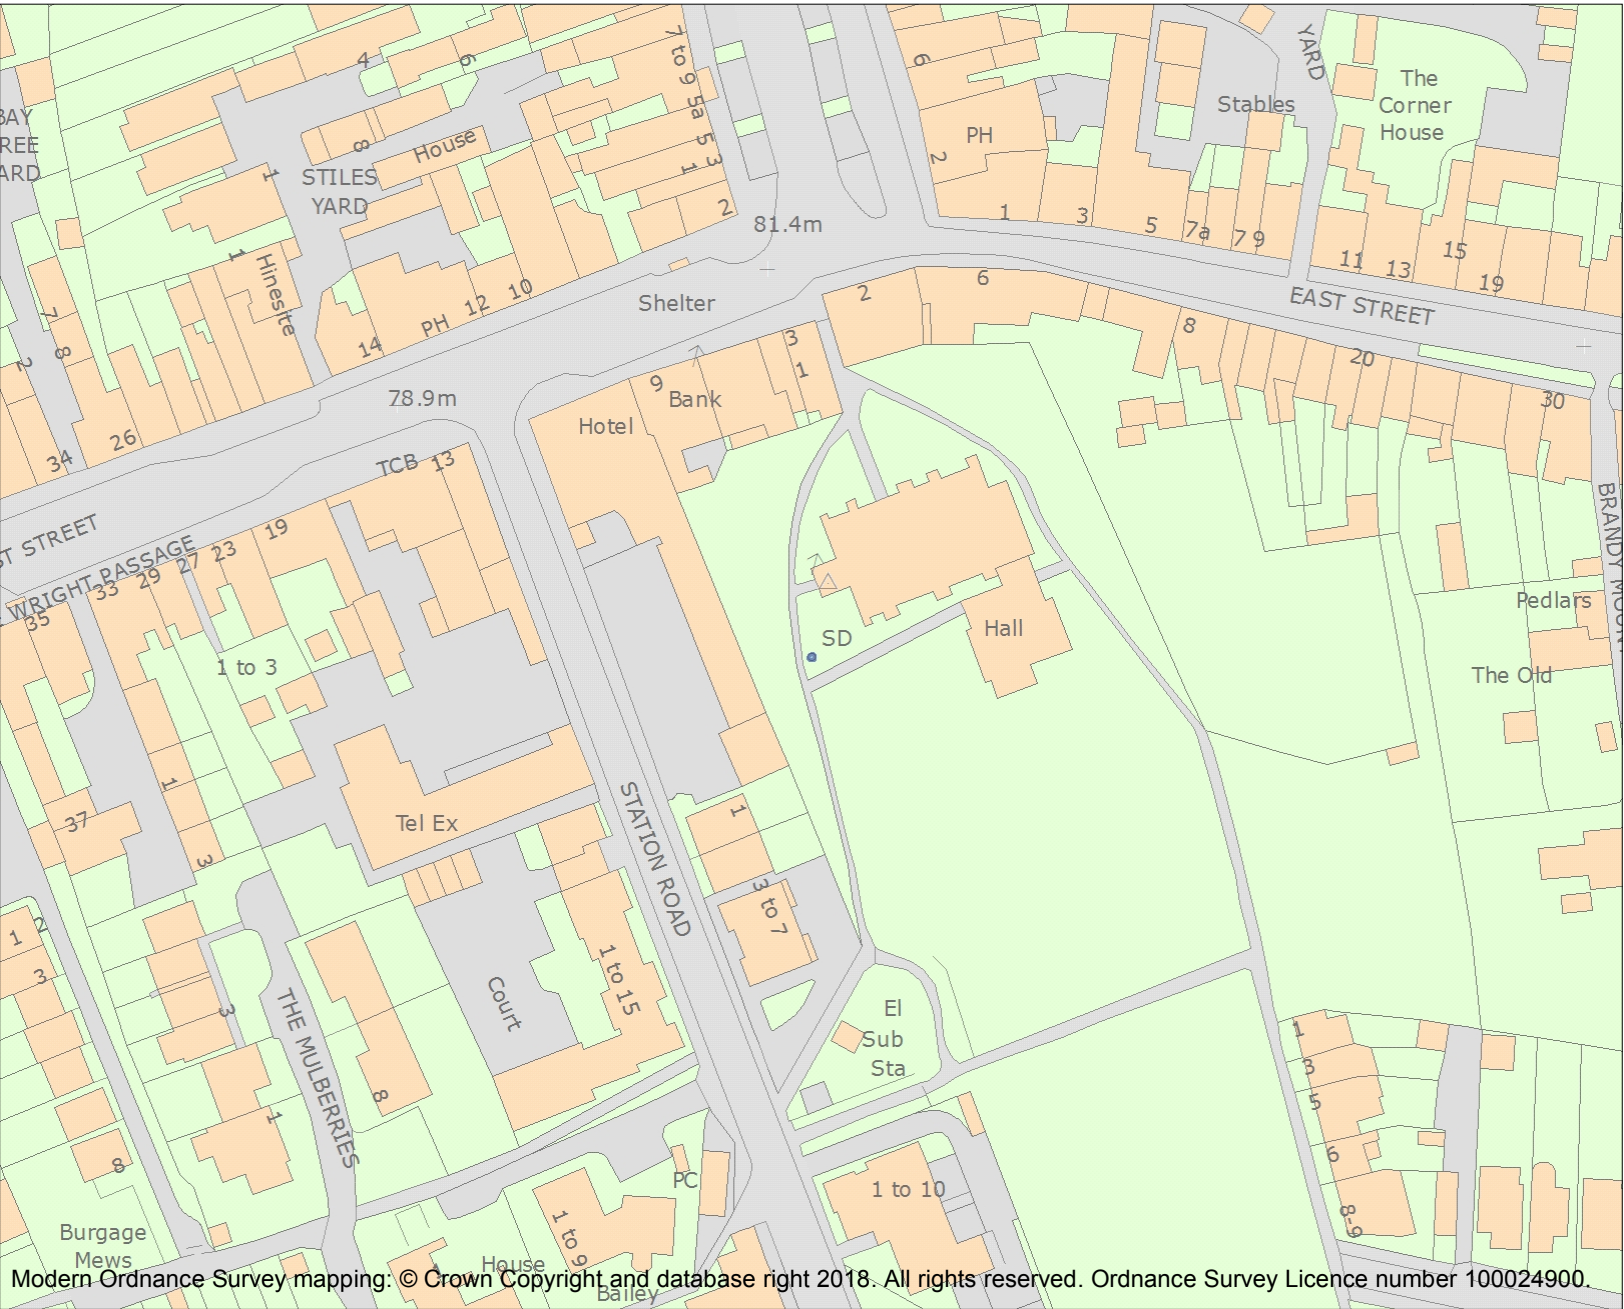 4
6
7 to 9
5a
5
3
1
2
6
YARD
The
Corner
House
Stables
PH
2
8
House
STILES
YARD
1
1
Hinesite
81.4m
1
3
5
7a
7
9
11
13
15
19
EAST STREET
7
8
2
14
PH
12
10
Shelter
2
6
8
20
30
3
1
9
Bank
Hotel
78.9m
TCB
13
26
34
19
23
27
29
33
35
WRIGHT PASSAGE
1 to 3
SD
Hall
Pedlars
The Old
37
1
3
Tel Ex
STATION ROAD
1
3 to 7
1 to 15
Court
THE MULBERRIES
3
8
1
1
2
3
8
El
Sub
Sta
1
3
5
6
8-9
PC
1 to 10
1 to 9
House
Bailey
Burgage
Mews
Modern Ordnance Survey mapping: © Crown Copyright and database right 2018. All rights reserved. Ordnance Survey Licence number 100024900.